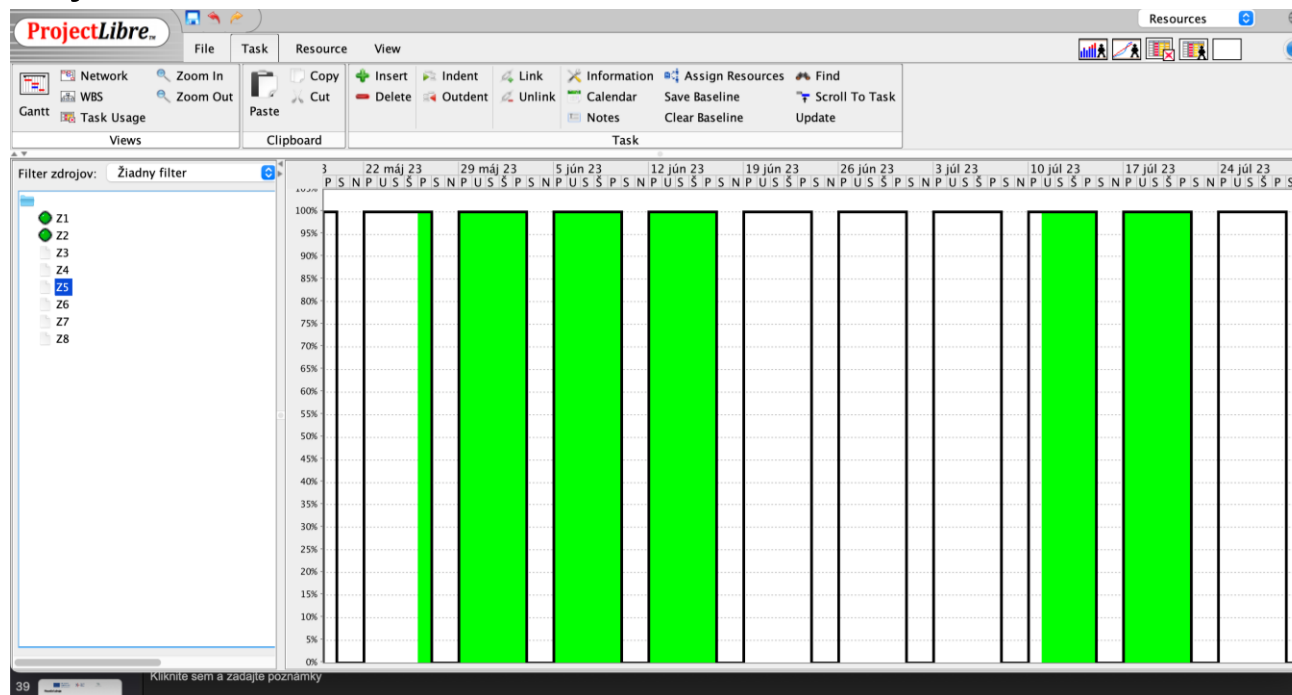 ProjectLibre™
Resources
File Task Resource View
Network Zoom In Copy Insert Indent Link Information Assign Resources Find
WBS Zoom Out Cut Delete Outdent Unlink Calendar Save Baseline Scroll To Task
Gantt Task Usage Paste Notes Clear Baseline Update
Views Clipboard Task
Filter zdrojov: Žiadny filter
3 22 máj 23 29 máj 23 5 jún 23 12 jún 23 19 jún 23 26 jún 23 3 júl 23 10 júl 23 17 júl 23 24 júl 23
P S N P U S Š P S N P U S Š P S N P U S Š P S N P U S Š P S N P U S Š P S N P U S Š P S N P U S Š P S N P U S Š P S N P U S Š P S N P U S Š P S
Z1
Z2
Z3
Z4
Z5
Z6
Z7
Z8
100%
95%
90%
85%
80%
75%
70%
65%
60%
55%
50%
45%
40%
35%
30%
25%
20%
15%
10%
5%
0%
39
Kliknite sem a zadajte poznámky